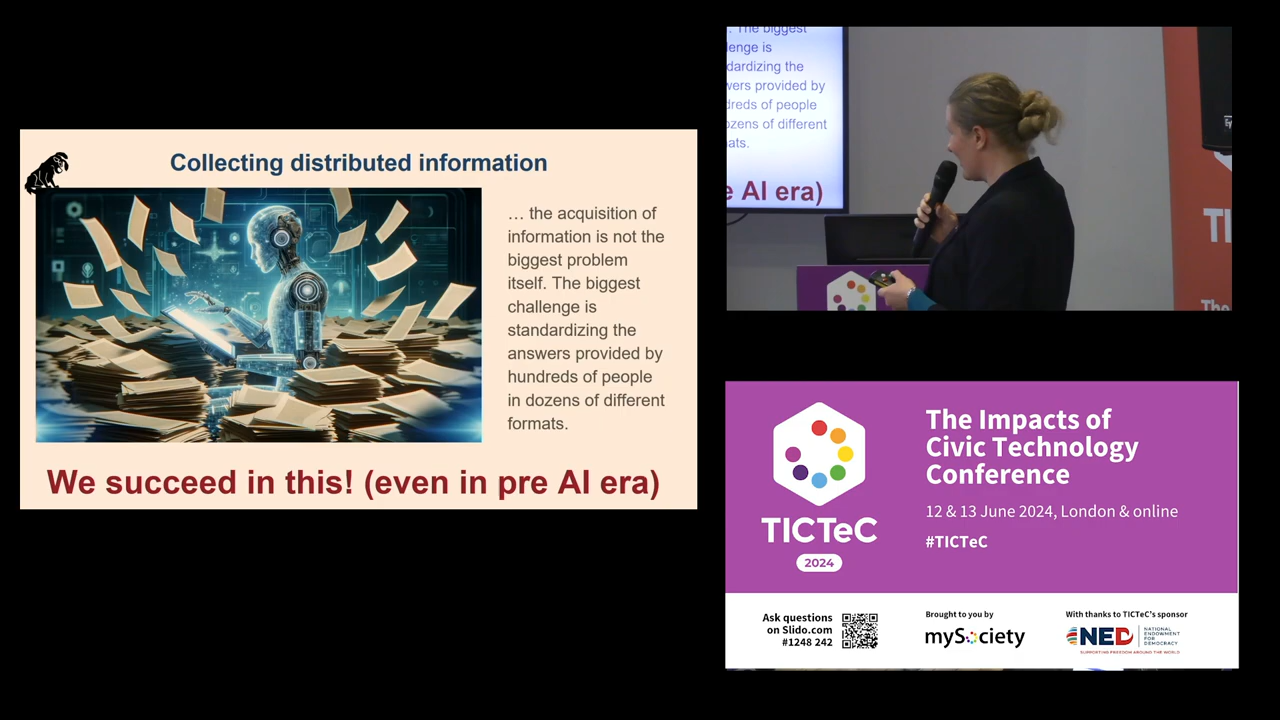 Collecting distributed information
… the acquisition of
information is not the
biggest problem
itself. The biggest
challenge is
standardizing the
answers provided by
hundreds of people
in dozens of different
formats.
We succeed in this! (even in pre AI era)
. The biggest
lenge is
dardizing the
wers provided by
dreds of people
ozens of different
ats.
e AI era)
TI
The
TICTeC
2024
The Impacts of
Civic Technology
Conference
12 & 13 June 2024, London & online
#TICTeC
Ask questions
on Slido.com
#1248 242
Brought to you by
mySociety
With thanks to TICTeC's sponsor
NED
NATIONAL
ENDOWMENT
FOR
DEMOCRACY
SUPPORTING FREEDOM AROUND THE WORLD